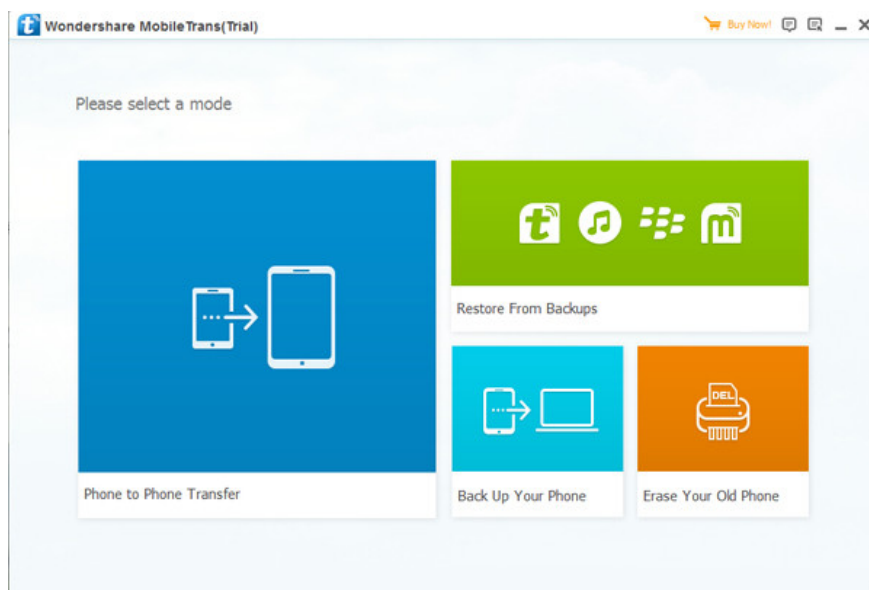 Wondershare MobileTrans(Trial)
Buy Now!
Please select a mode
Restore From Backups
DEL
Phone to Phone Transfer
Back Up Your Phone
Erase Your Old Phone